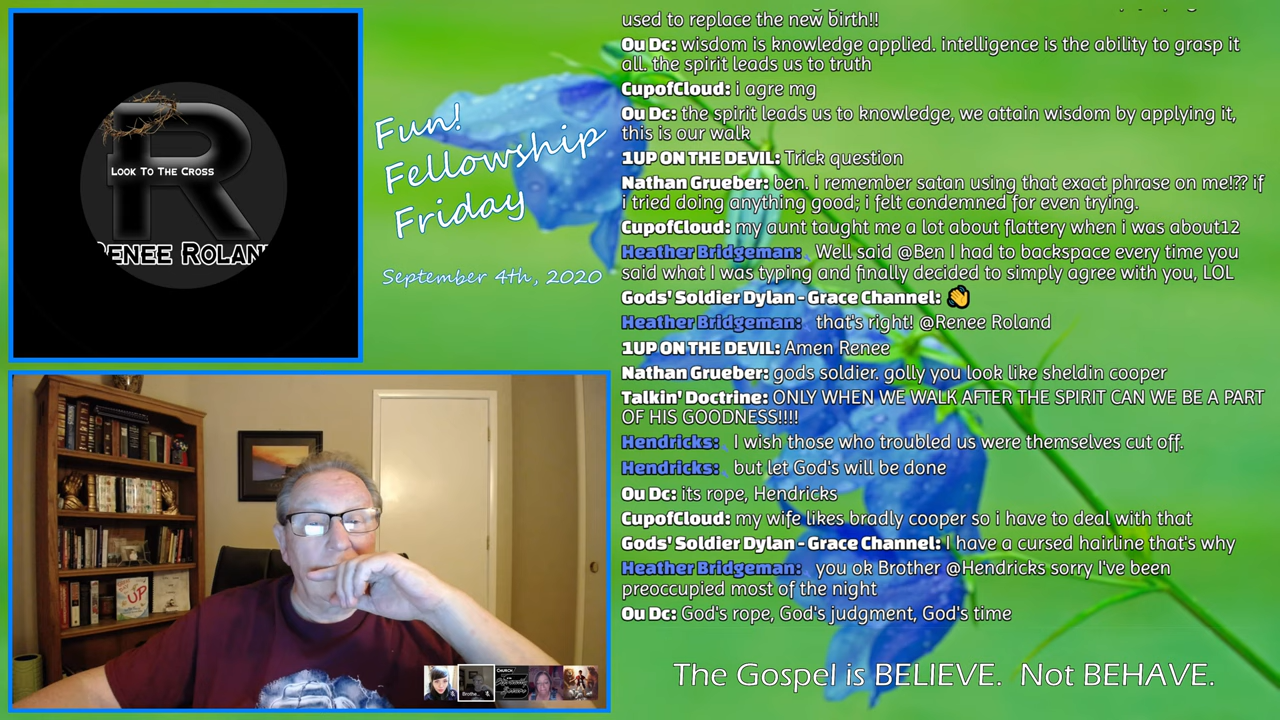 used to replace the new birth!!
Ou Dc: wisdom is knowledge applied. intelligence is the ability to grasp it
all. the spirit leads us to truth
CupofCloud: i agre mg
Ou Dc: the spirit leads us to knowledge, we attain wisdom by applying it,
this is our walk
1UP ON THE DEVIL: Trick question
Nathan Grueber: ben. i remember satan using that exact phrase on me!?? if
i tried doing anything good; i felt condemned for even trying.
CupofCloud: my aunt taught me a lot about flattery when i was about12
Heather Bridgeman: Well said @Ben I had to backspace every time you
said what I was typing and finally decided to simply agree with you, LOL
Gods' Soldier Dylan - Grace Channel: 👏
Heather Bridgeman: that's right! @Renee Roland
1UP ON THE DEVIL: Amen Renee
Nathan Grueber: gods soldier. golly you look like sheldin cooper
Talkin' Doctrine: ONLY WHEN WE WALK AFTER THE SPIRIT CAN WE BE A PART
OF HIS GOODNESS!!!!
Hendricks: I wish those who troubled us were themselves cut off.
Hendricks: but let God's will be done
Ou Dc: its rope, Hendricks
CupofCloud: my wife likes bradly cooper so i have to deal with that
Gods' Soldier Dylan - Grace Channel: I have a cursed hairline that's why
Heather Bridgeman: you ok Brother @Hendricks sorry I've been
preoccupied most of the night
Ou Dc: God's rope, God's judgment, God's time
The Gospel is BELIEVE. Not BEHAVE.
Fun!
Fellowship
Friday
September 4th, 2020
R
LOOK TO THE CROSS
RENEE ROLAND
UP
Brothe...
CHURCH